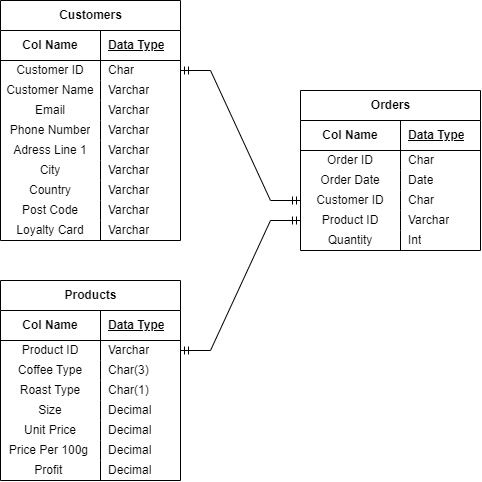 Customers
Col Name Data Type
Customer ID Char
Customer Name Varchar
Email Varchar
Phone Number Varchar
Adress Line 1 Varchar
City Varchar
Country Varchar
Post Code Varchar
Loyalty Card Varchar
Orders
Col Name Data Type
Order ID Char
Order Date Date
Customer ID Char
Product ID Varchar
Quantity Int
Products
Col Name Data Type
Product ID Varchar
Coffee Type Char(3)
Roast Type Char(1)
Size Decimal
Unit Price Decimal
Price Per 100g Decimal
Profit Decimal